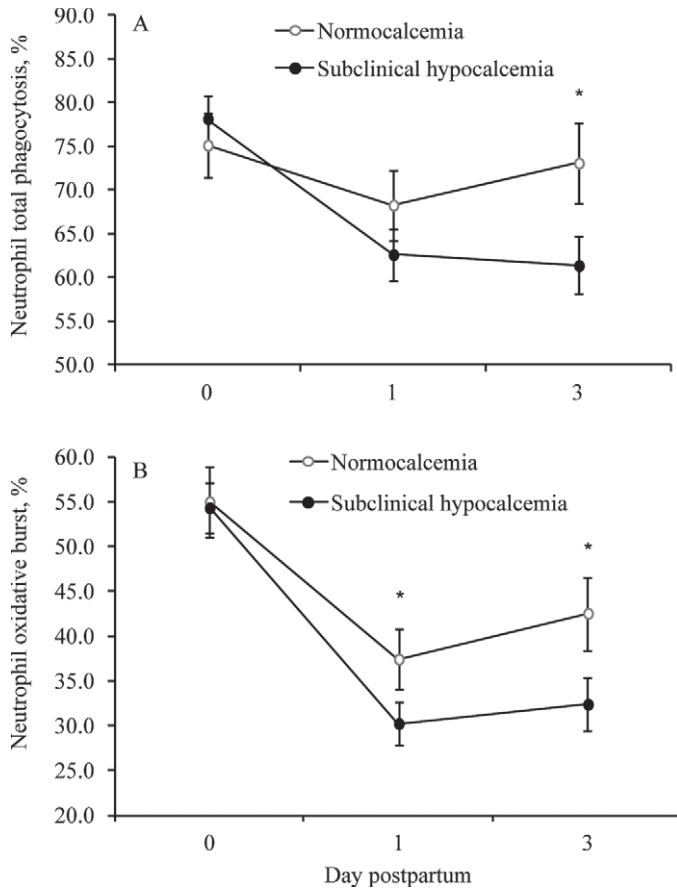 A
Normocalcemia
Subclinical hypocalcemia
*
Neutrophil total phagocytosis, %
90.0
85.0
80.0
75.0
70.0
65.0
60.0
55.0
50.0
0 1 3
B
Normocalcemia
Subclinical hypocalcemia
* *
Neutrophil oxidative burst, %
60.0
55.0
50.0
45.0
40.0
35.0
30.0
25.0
20.0
0 1 3
Day postpartum